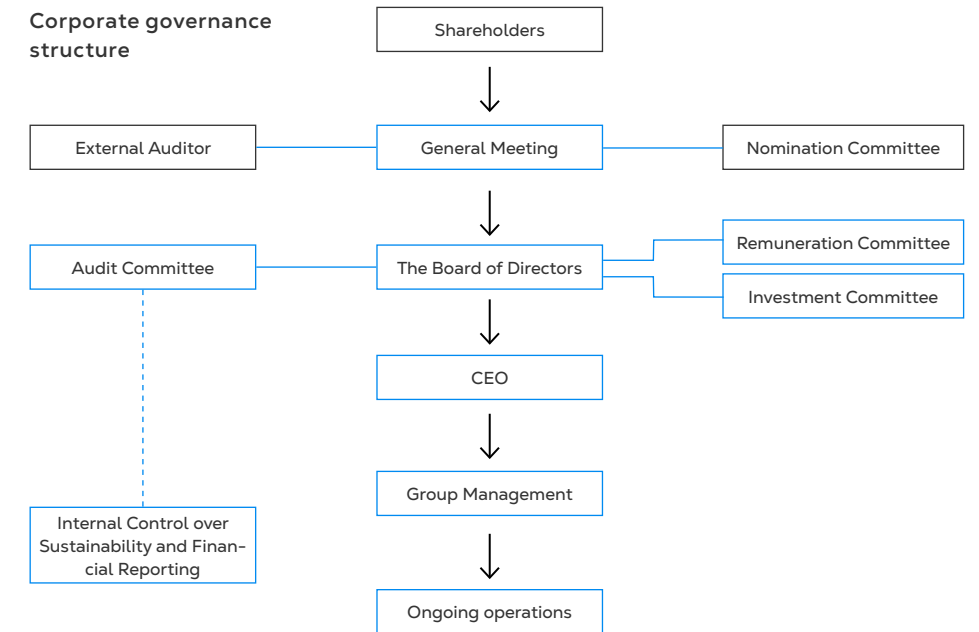 Corporate governance
structure
Shareholders
External Auditor
General Meeting
Nomination Committee
Audit Committee
The Board of Directors
Remuneration Committee
Investment Committee
CEO
Group Management
Internal Control over
Sustainability and Finan-
cial Reporting
Ongoing operations